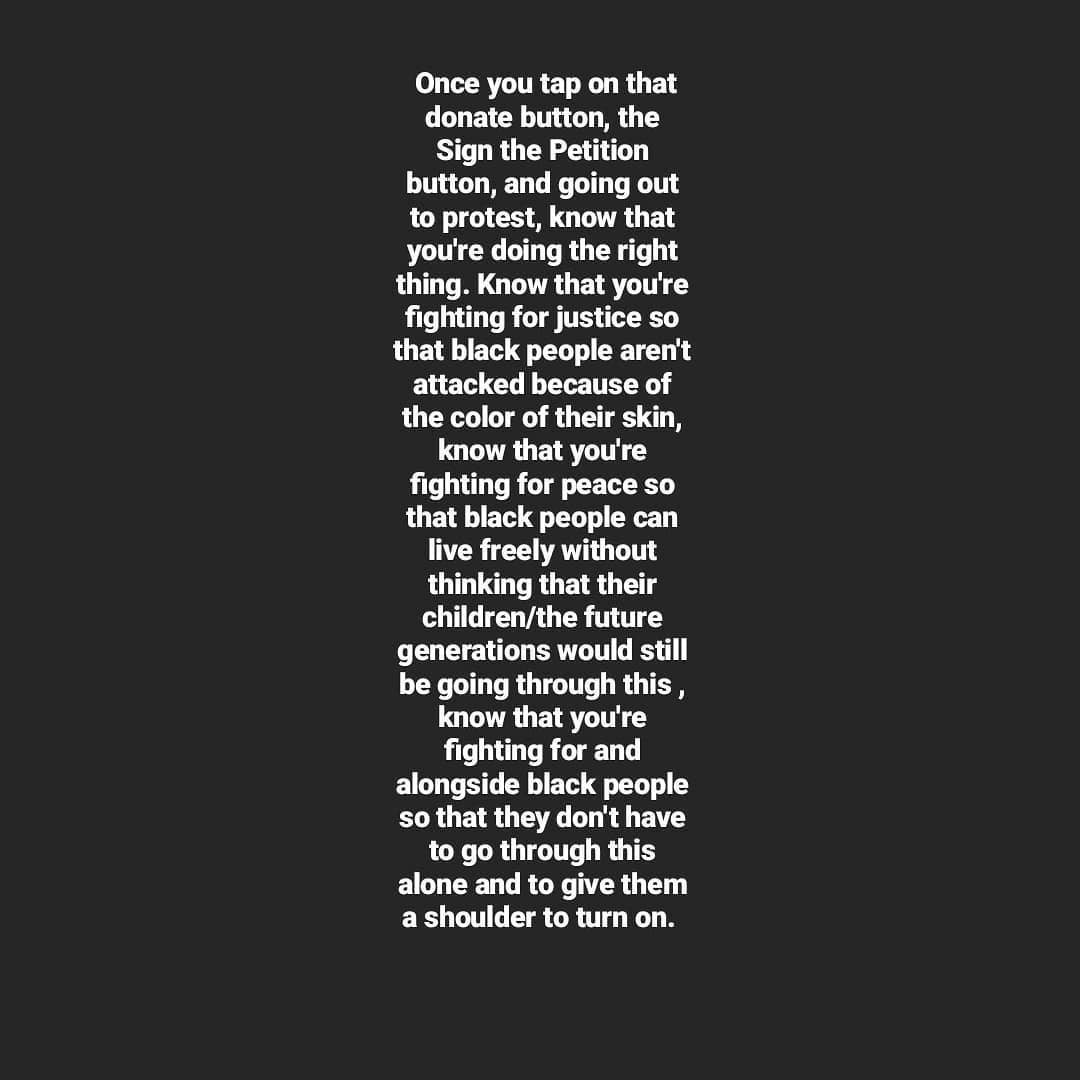 Once you tap on that
donate button, the
Sign the Petition
button, and going out
to protest, know that
you're doing the right
thing. Know that you're
fighting for justice so
that black people aren't
attacked because of
the color of their skin,
know that you're
fighting for peace so
that black people can
live freely without
thinking that their
children/the future
generations would still
be going through this ,
know that you're
fighting for and
alongside black people
so that they don't have
to go through this
alone and to give them
a shoulder to turn on.